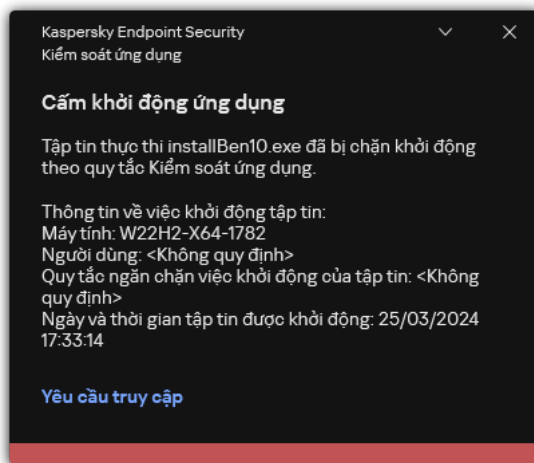 Kaspersky Endpoint Security
Kiểm soát ứng dụng
Cấm khởi động ứng dụng
Tập tin thực thi installBen10.exe đã bị chặn khởi động
theo quy tắc Kiểm soát ứng dụng.
Thông tin về việc khởi động tập tin:
Máy tính: W22H2-X64-1782
Người dùng: <Không quy định>
Quy tắc ngăn chặn việc khởi động của tập tin: <Không
quy định>
Ngày và thời gian tập tin được khởi động: 25/03/2024
17:33:14
Yêu cầu truy cập